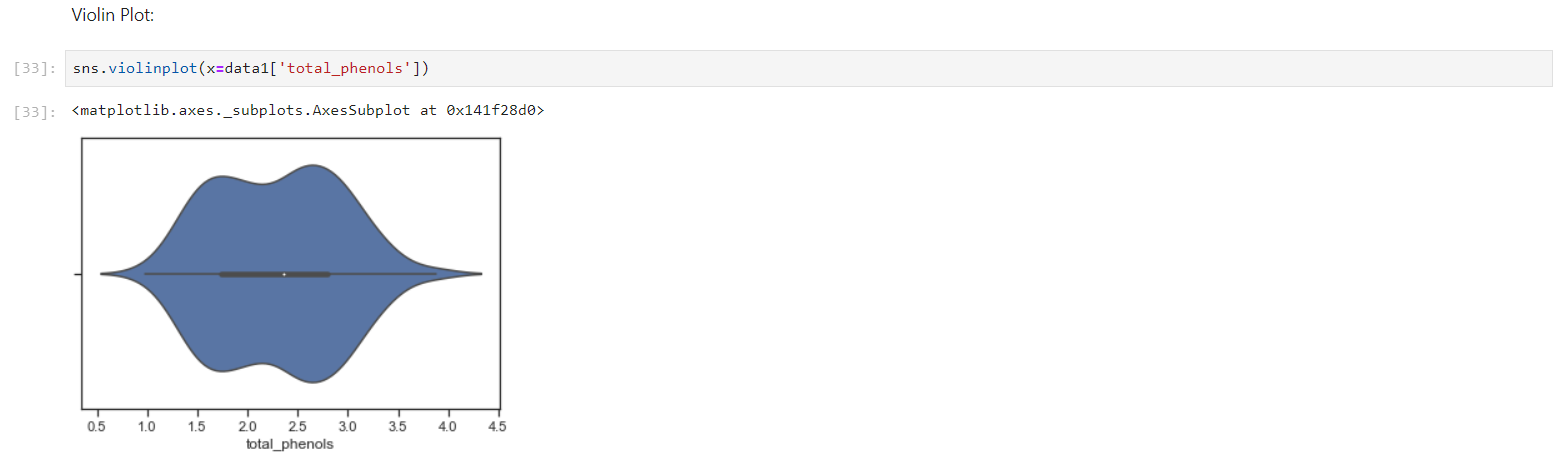 Violin Plot:
[33]: sns.violinplot(x=data1['total_phenols'])
[33]: <matplotlib.axes._subplots.AxesSubplot at 0x141f28d0>
0.5 1.0 1.5 2.0 2.5 3.0 3.5 4.0 4.5
total_phenols